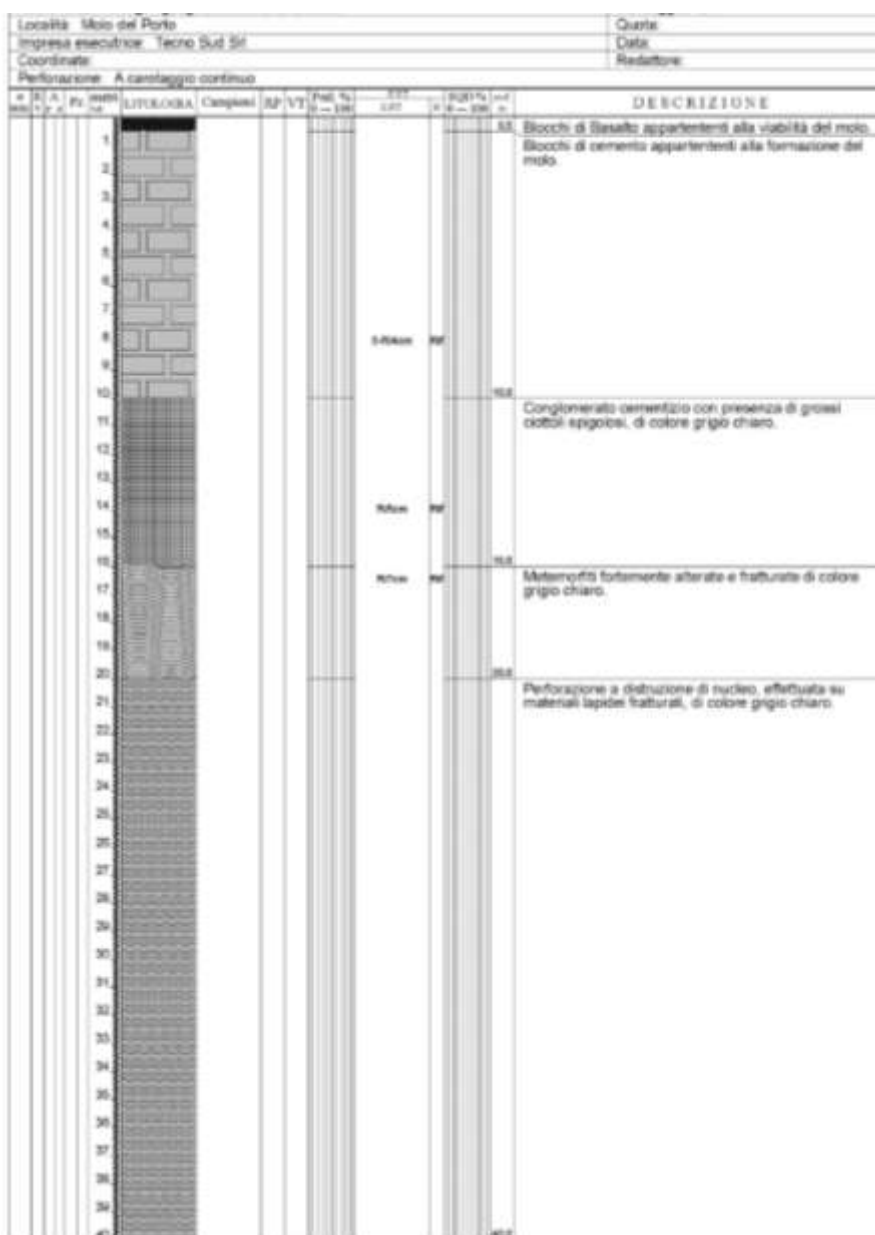 Località: Molo del Porto
Quota:
Impresa esecutrice: Tecno Sud Srl
Data:
Coordinate:
Redattore:
Perforazione: A carotaggio continuo
LITOLOGIA Campioni RP VT DESCRIZIONE
Blocchi di Basalto appartententi alla viabilità del molo.
Blocchi di cemento appartententi alla formazione del
molo.
1
2
3
4
5
6
7
8
9
10
Conglomerato cementizio con presenza di grossi
ciottoli spigolosi, di colore grigio chiaro.
11
12
13
14
15
16
Metamorfiti fortemente alterate e fratturate di colore
grigio chiaro.
17
18
19
20
Perforazione a distruzione di nucleo, effettuata su
materiali lapidei fratturati, di colore grigio chiaro.
21
22
23
24
25
26
27
28
29
30
31
32
33
34
35
36
37
38
39